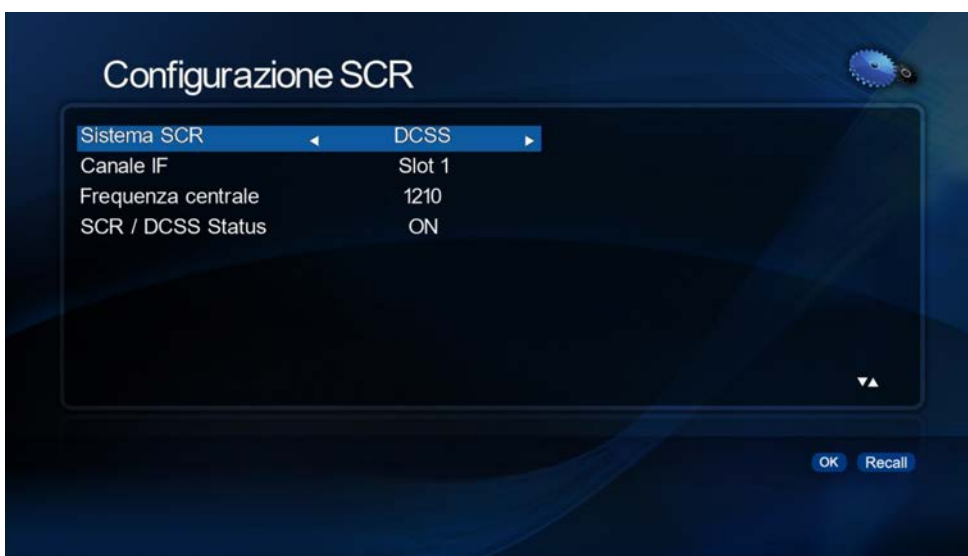 Configurazione SCR
Sistema SCR DCSS
Canale IF Slot 1
Frequenza centrale 1210
SCR / DCSS Status ON
OK Recall